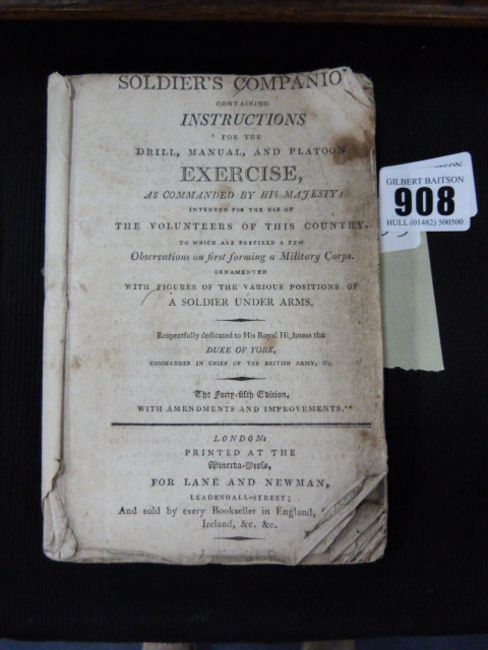 SOLDIER'S COMPANIO
CONTAINING
INSTRUCTIONS
FOR THE
DRILL, MANUAL, AND PLATOON
EXERCISE,
AS COMMANDED BY HIS MAJESTY:
INTENDED FOR THE USE OF
THE VOLUNTEERS OF THIS COUNTRY.
TO WHICH ARE PREFIXED A FEW
Observations on first forming a Military Corps.
ORNAMENTED
WITH FIGURES OF THE VARIOUS POSITIONS OF
A SOLDIER UNDER ARMS.
Respectfully dedicated to His Royal Highness the
DUKE OF YORK,
COMMANDER IN CHIEF OF THE BRITISH ARMY, &c.
The Forty-fifth Edition,
WITH AMENDMENTS AND IMPROVEMENTS.
LONDON:
PRINTED AT THE
Minerva-Press,
FOR LANE AND NEWMAN,
LEADENHALL-STREET;
And sold by every Bookseller in England,
Ireland, &c. &c.
GILBERT BAITSON
908
HULL (01482) 500500